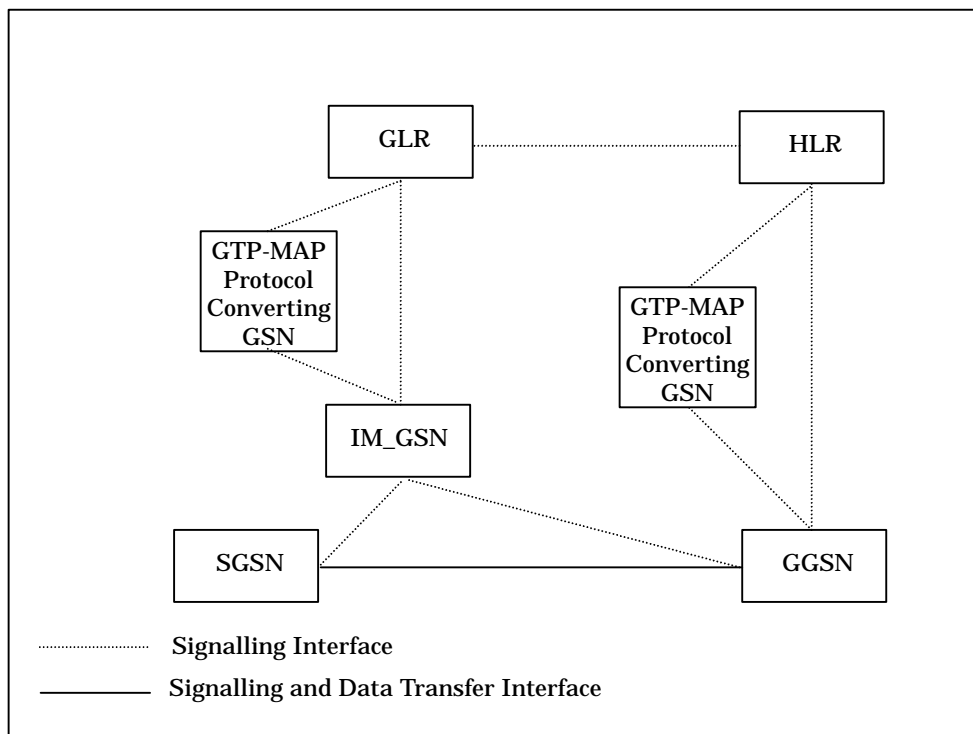 GLR
HLR
GTP-MAP
Protocol
Converting
GSN
GTP-MAP
Protocol
Converting
GSN
IM_GSN
SGSN
GGSN
Signalling Interface
Signalling and Data Transfer Interface